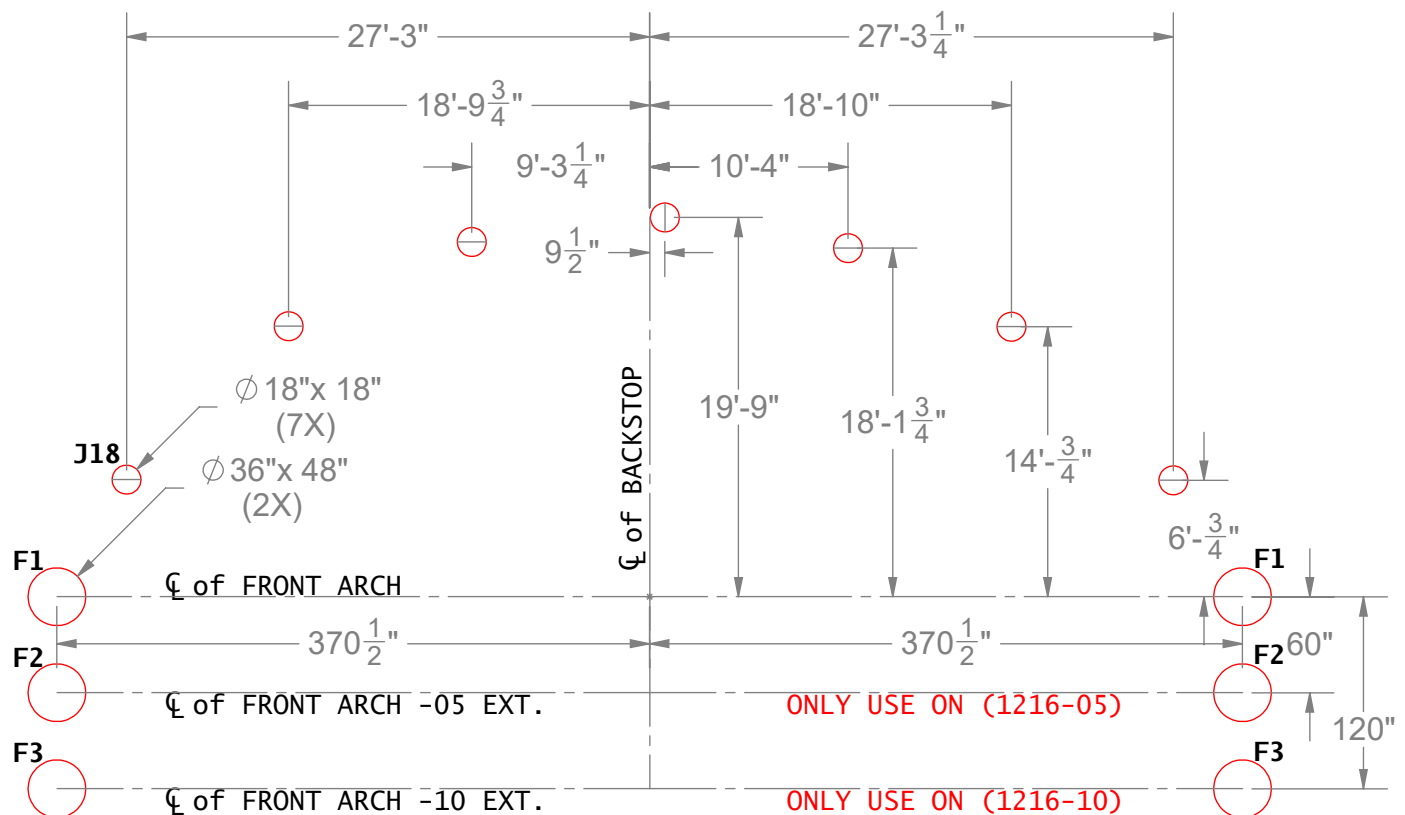 27'-3"
27'-3 1/4"
18'-9 3/4"
18'-10"
9'-3 1/4"
10'-4"
9 1/2"
⌀ 18"x 18"
(7X)
℄ of BACKSTOP
19'-9"
18'-1 3/4"
14'-3/4"
J18
⌀ 36"x 48"
(2X)
6'-3/4"
F1
℄ of FRONT ARCH
F1
370 1/2"
370 1/2"
60"
F2
℄ of FRONT ARCH -05 EXT.
ONLY USE ON (1216-05)
F2
120"
F3
℄ of FRONT ARCH -10 EXT.
ONLY USE ON (1216-10)
F3